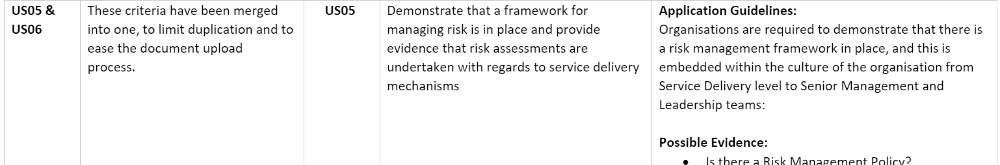 US05 &
US06
These criteria have been merged
into one, to limit duplication and to
ease the document upload
process.
US05
Demonstrate that a framework for
managing risk is in place and provide
evidence that risk assessments are
undertaken with regards to service delivery
mechanisms
Application Guidelines:
Organisations are required to demonstrate that there is
a risk management framework in place, and this is
embedded within the culture of the organisation from
Service Delivery level to Senior Management and
Leadership teams:
Possible Evidence:
• Is there a Risk Management Policy?